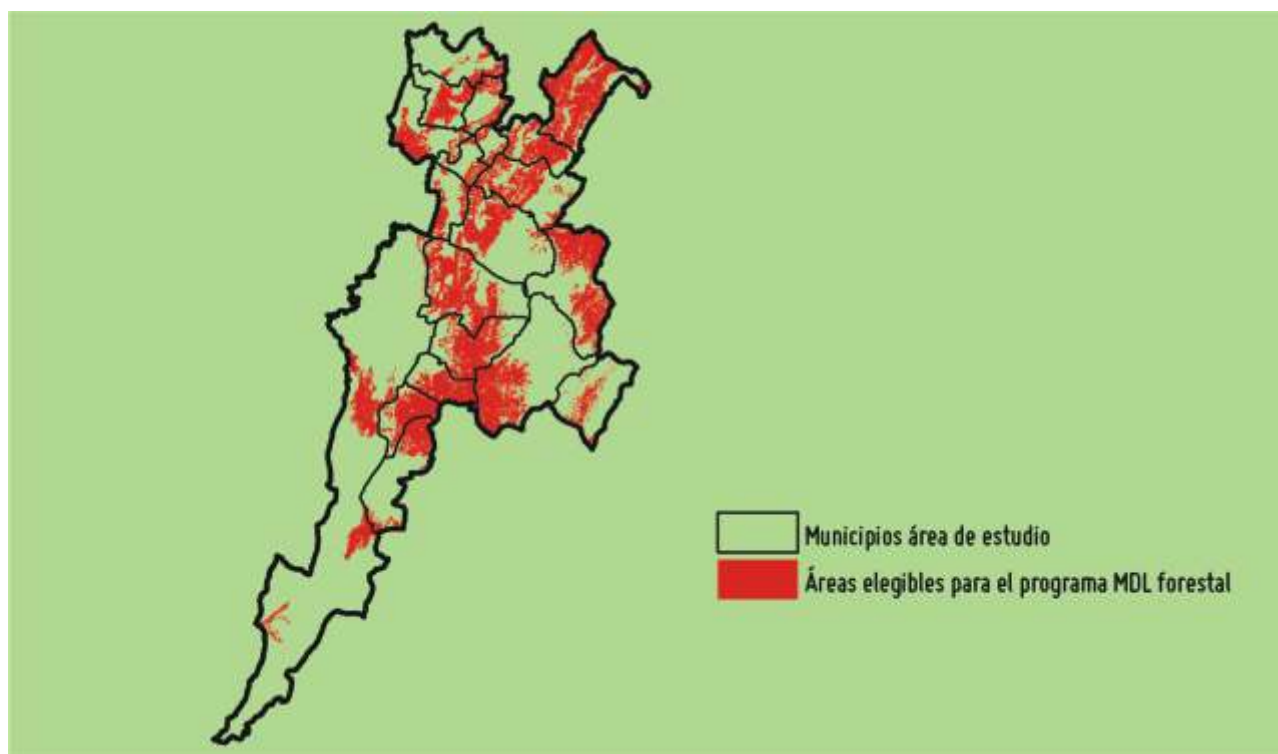 Municipios área de estudio
Áreas elegibles para el programa MDL forestal